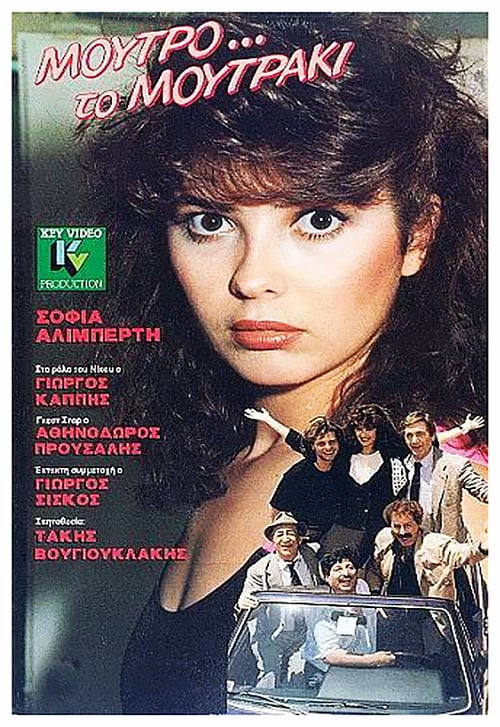 ΜΟΥΤΡΟ...
το ΜΟΥΤΡΑΚΙ
KEY VIDEO
KV
PRODUCTION
ΣΟΦΙΑ
ΑΛΙΜΠΕΡΤΗ
Στο ρόλο του Νίκου ο
ΓΙΩΡΓΟΣ
ΚΑΠΠΗΣ
Γκεστ Σταρ ο
ΑΘΗΝΟΔΩΡΟΣ
ΠΡΟΥΣΑΛΗΣ
Έκτακτη συμμετοχή ο
ΓΙΩΡΓΟΣ
ΣΙΣΚΟΣ
Σκηνοθεσία:
ΤΑΚΗΣ
ΒΟΥΓΙΟΥΚΛΑΚΗΣ